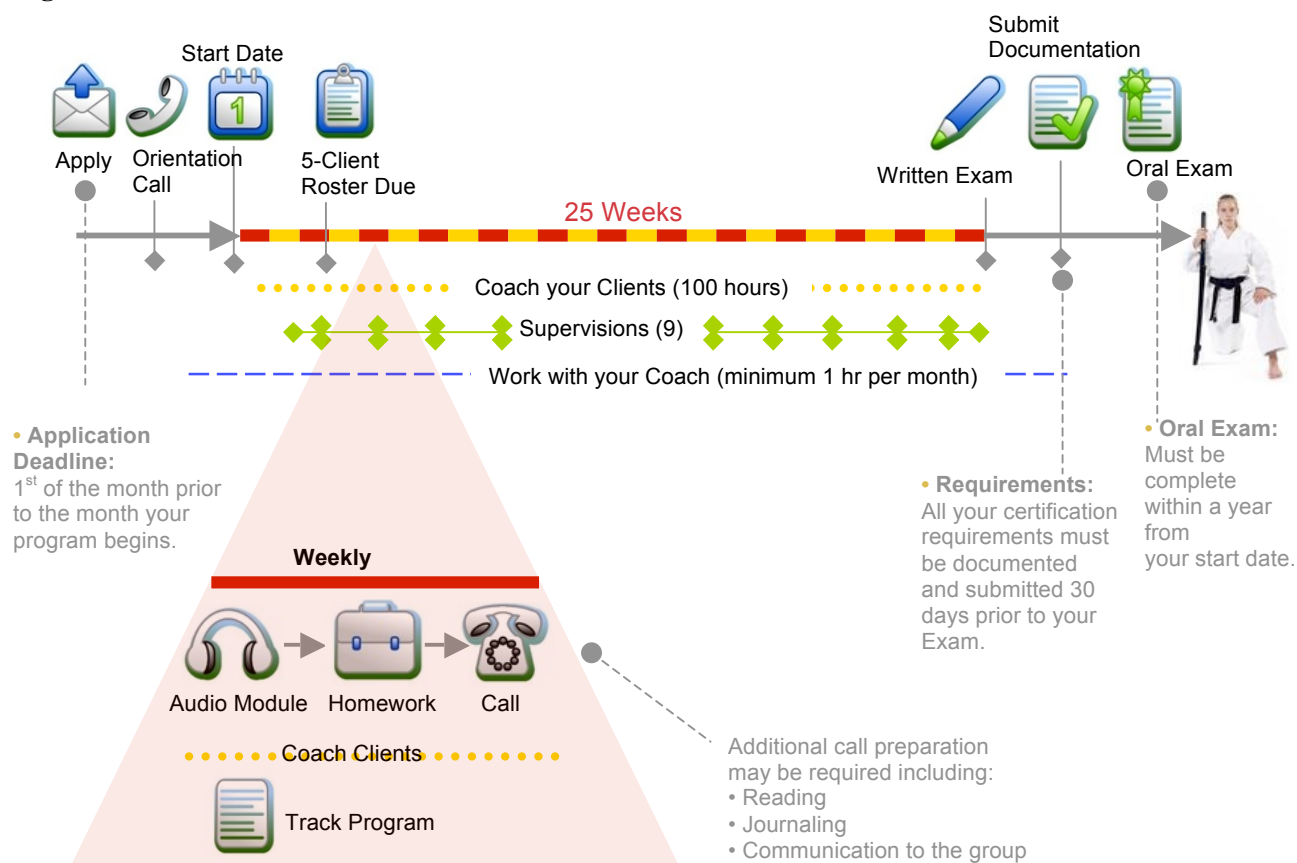 Submit
Documentation
Start Date
1
Apply
Orientation
Call
5-Client
Roster Due
Written Exam
Oral Exam
25 Weeks
Coach your Clients (100 hours)
Supervisions (9)
Work with your Coach (minimum 1 hr per month)
• Application
Deadline:
1st of the month prior
to the month your
program begins.
• Requirements:
All your certification
requirements must
be documented
and submitted 30
days prior to your
Exam.
• Oral Exam:
Must be
complete
within a year
from
your start date.
Weekly
Audio Module
Homework
Call
Coach Clients
Track Program
Additional call preparation
may be required including:
• Reading
• Journaling
• Communication to the group